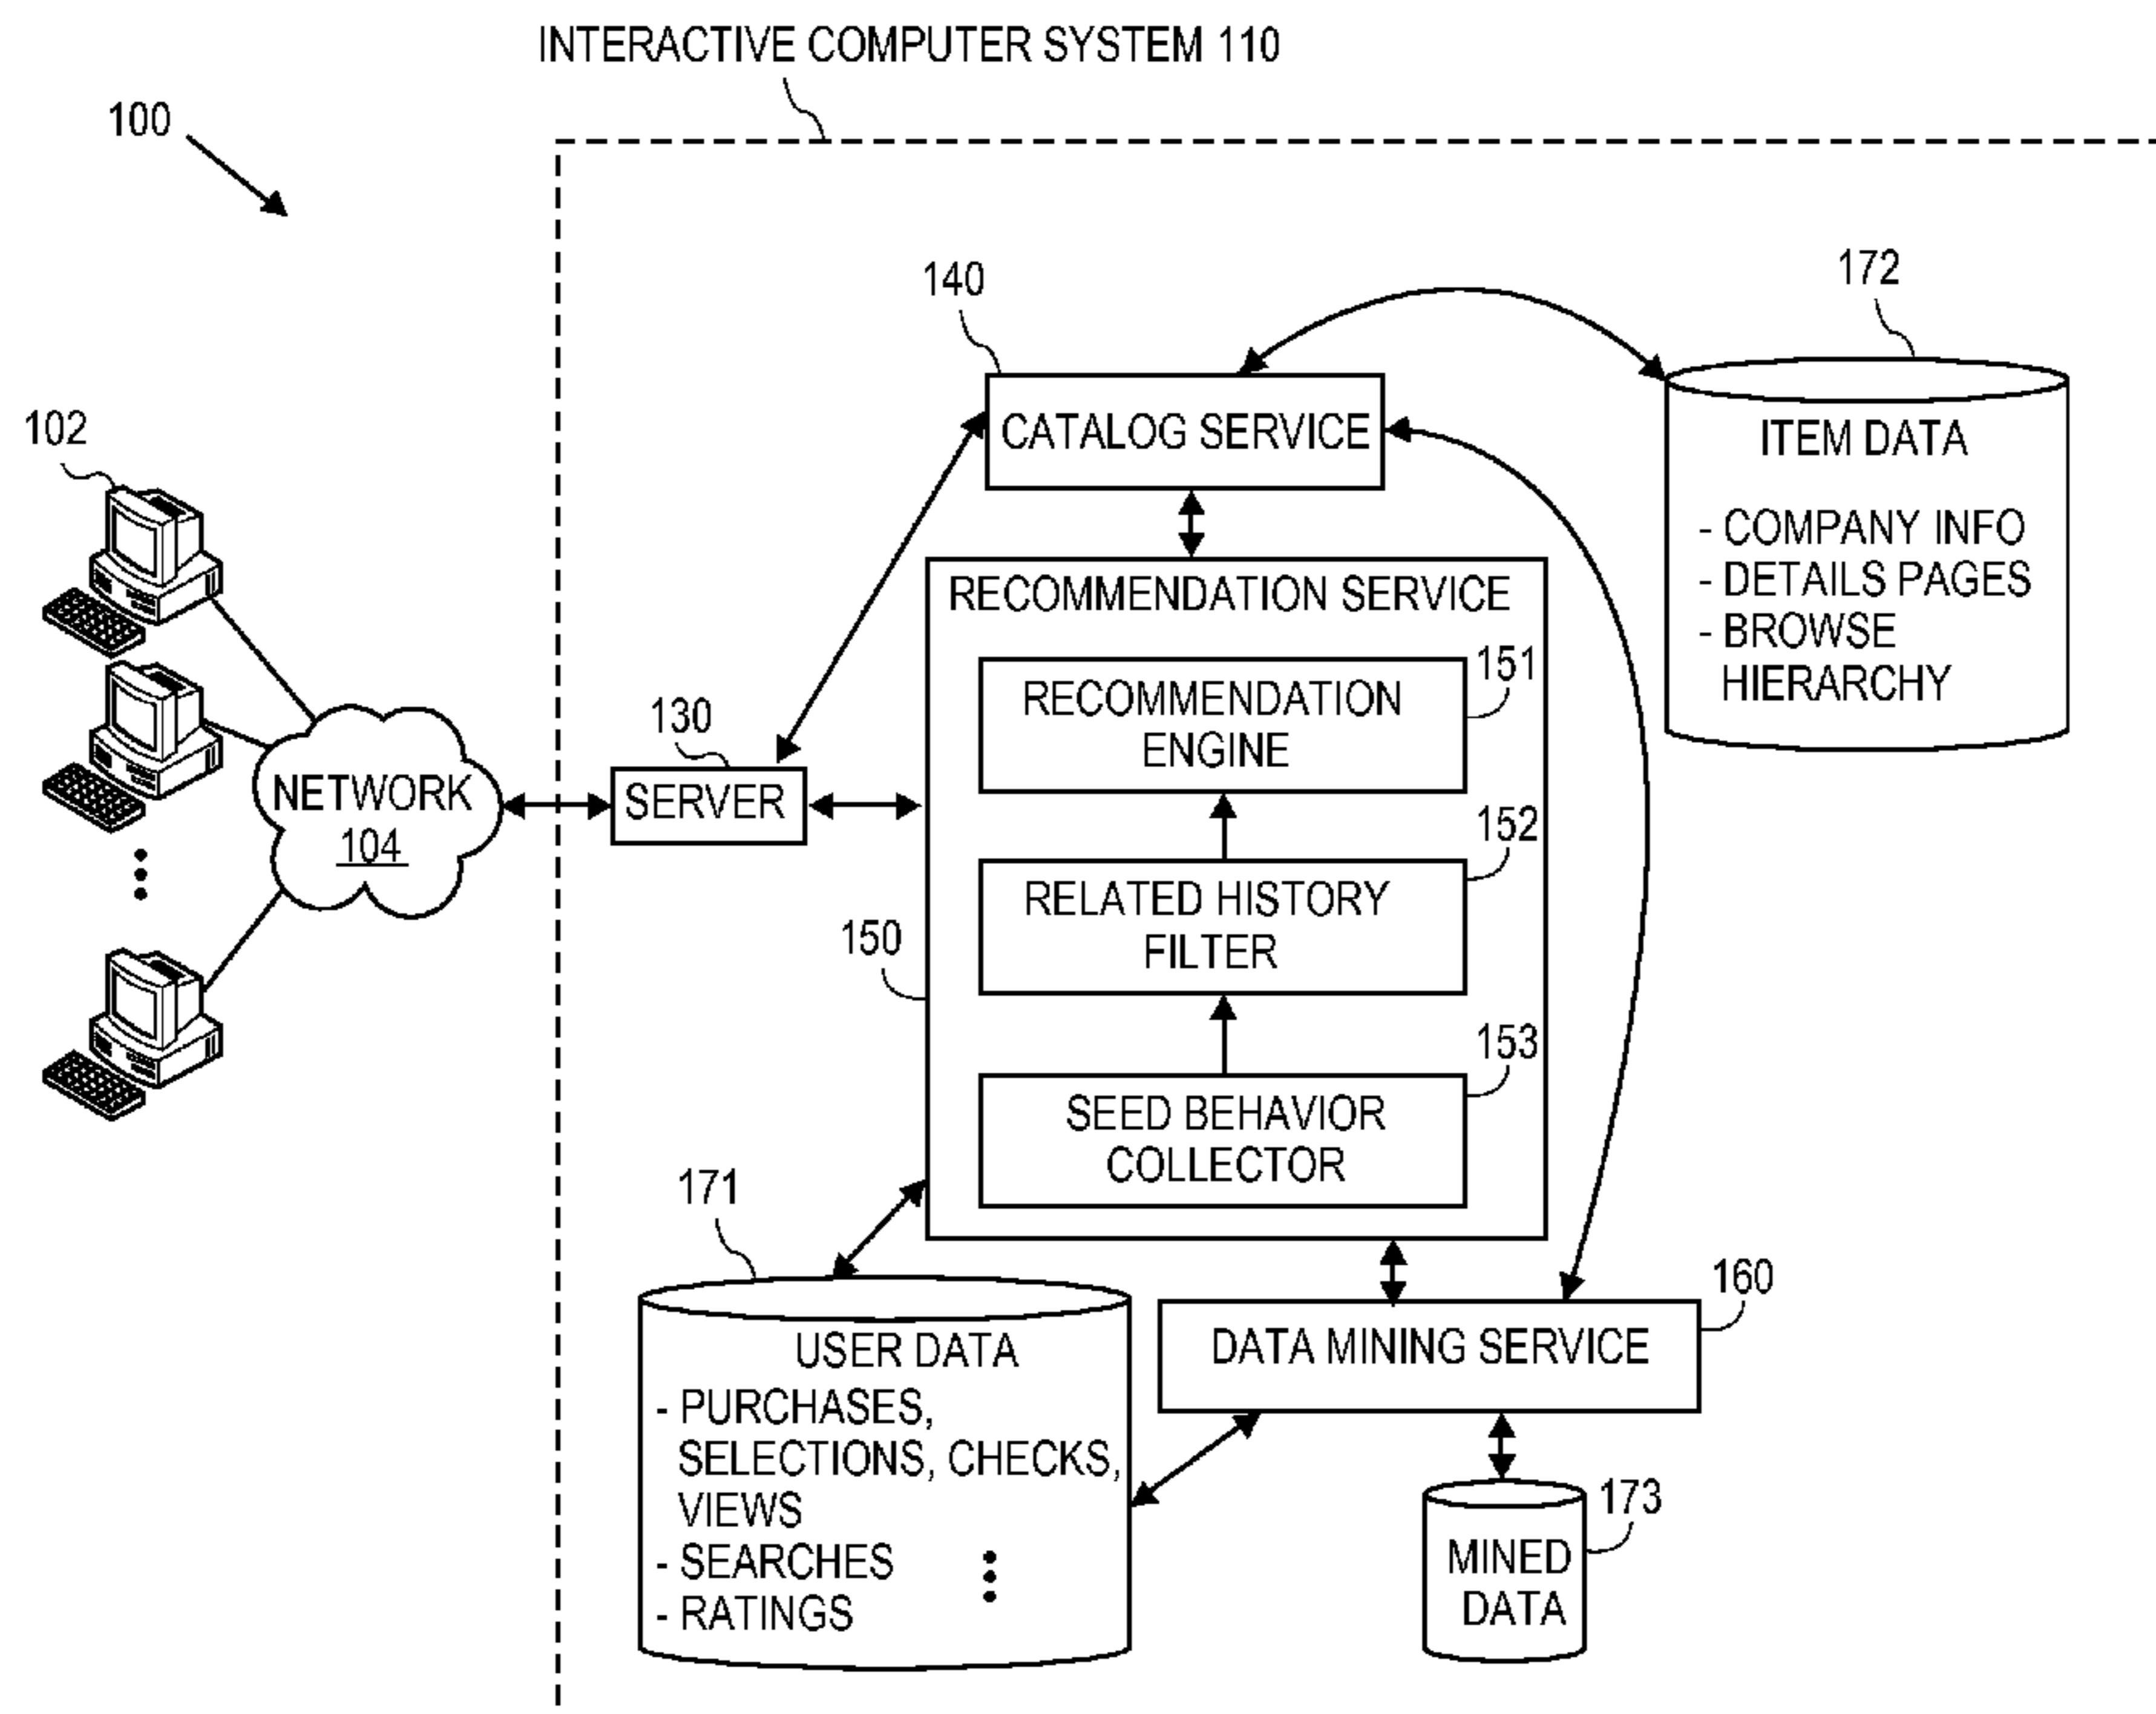 INTERACTIVE COMPUTER SYSTEM 110
100
140
172
102
CATALOG SERVICE
ITEM DATA
- COMPANY INFO
- DETAILS PAGES
- BROWSE
HIERARCHY
RECOMMENDATION SERVICE
151
RECOMMENDATION
ENGINE
130
SERVER
NETWORK
104
152
RELATED HISTORY
FILTER
150
153
SEED BEHAVIOR
COLLECTOR
171
160
USER DATA
- PURCHASES,
SELECTIONS, CHECKS,
VIEWS
- SEARCHES
- RATINGS
DATA MINING SERVICE
173
MINED
DATA